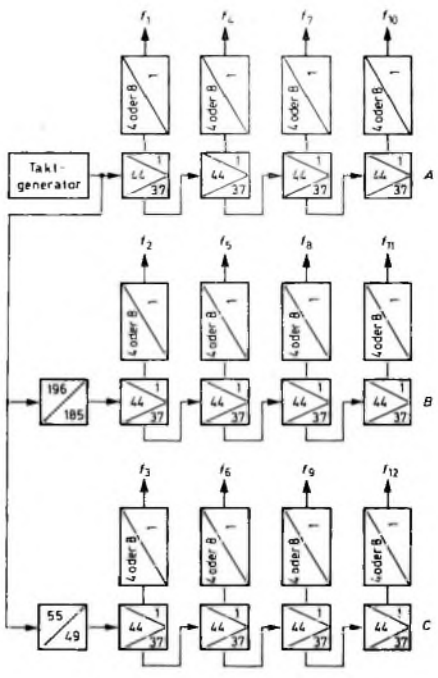 f1 f4 f7 f10
4 oder 8 1 4 oder 8 1 4 oder 8 1 4 oder 8 1
Takt-
generator
44 1 37 44 1 37 44 1 37 44 1 37 A
f2 f5 f8 f11
4 oder 8 1 4 oder 8 1 4 oder 8 1 4 oder 8 1
196
185
44 1 37 44 1 37 44 1 37 44 1 37 B
f3 f6 f9 f12
4 oder 8 1 4 oder 8 1 4 oder 8 1 4 oder 8 1
55
49
44 1 37 44 1 37 44 1 37 44 1 37 C